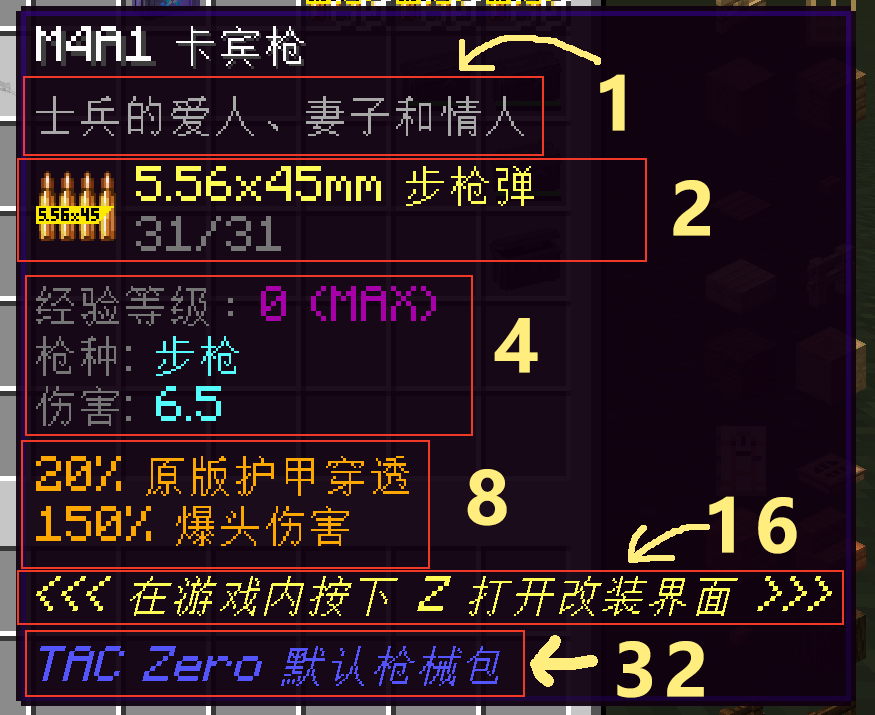 M4A1 卡宾枪
士兵的爱人、妻子和情人
1
5.56x45mm 步枪弹
5.56x45
31/31
2
经验等级：0 (MAX)
枪种: 步枪
伤害: 6.5
4
20% 原版护甲穿透
150% 爆头伤害
8
16
<<< 在游戏内按下 Z 打开改装界面 >>>
TAC Zero 默认枪械包
32